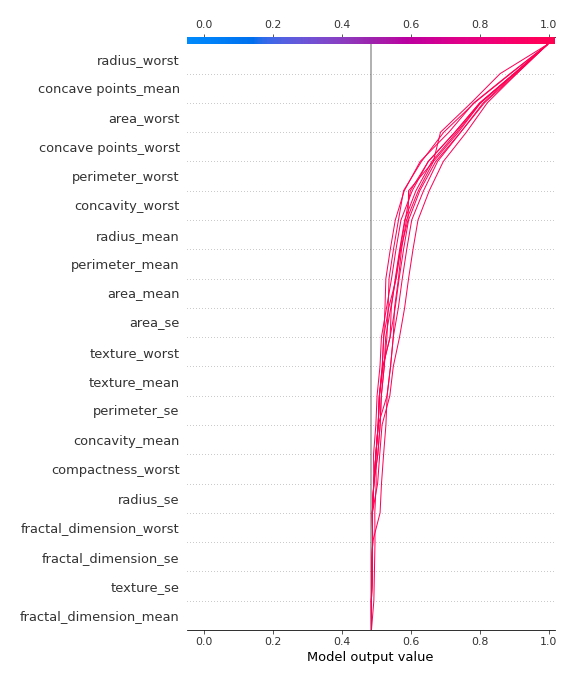 0.0 0.2 0.4 0.6 0.8 1.0
radius_worst
concave points_mean
area_worst
concave points_worst
perimeter_worst
concavity_worst
radius_mean
perimeter_mean
area_mean
area_se
texture_worst
texture_mean
perimeter_se
concavity_mean
compactness_worst
radius_se
fractal_dimension_worst
fractal_dimension_se
texture_se
fractal_dimension_mean
0.0 0.2 0.4 0.6 0.8 1.0
Model output value